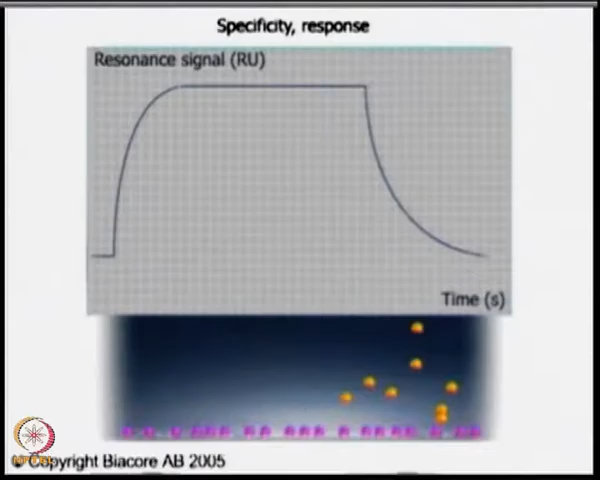 Specificity, response
Resonance signal (RU)
Time (s)
© Copyright Biacore AB 2005